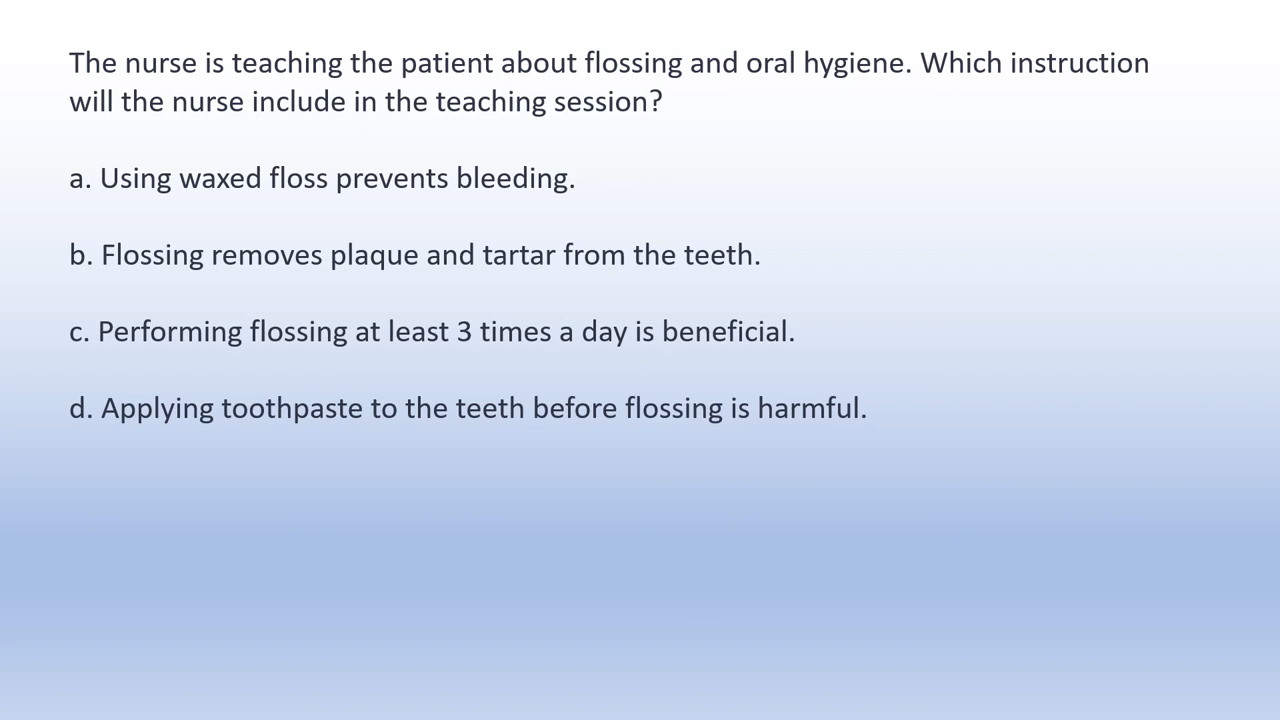 The nurse is teaching the patient about flossing and oral hygiene. Which instruction
will the nurse include in the teaching session?
a. Using waxed floss prevents bleeding.
b. Flossing removes plaque and tartar from the teeth.
c. Performing flossing at least 3 times a day is beneficial.
d. Applying toothpaste to the teeth before flossing is harmful.